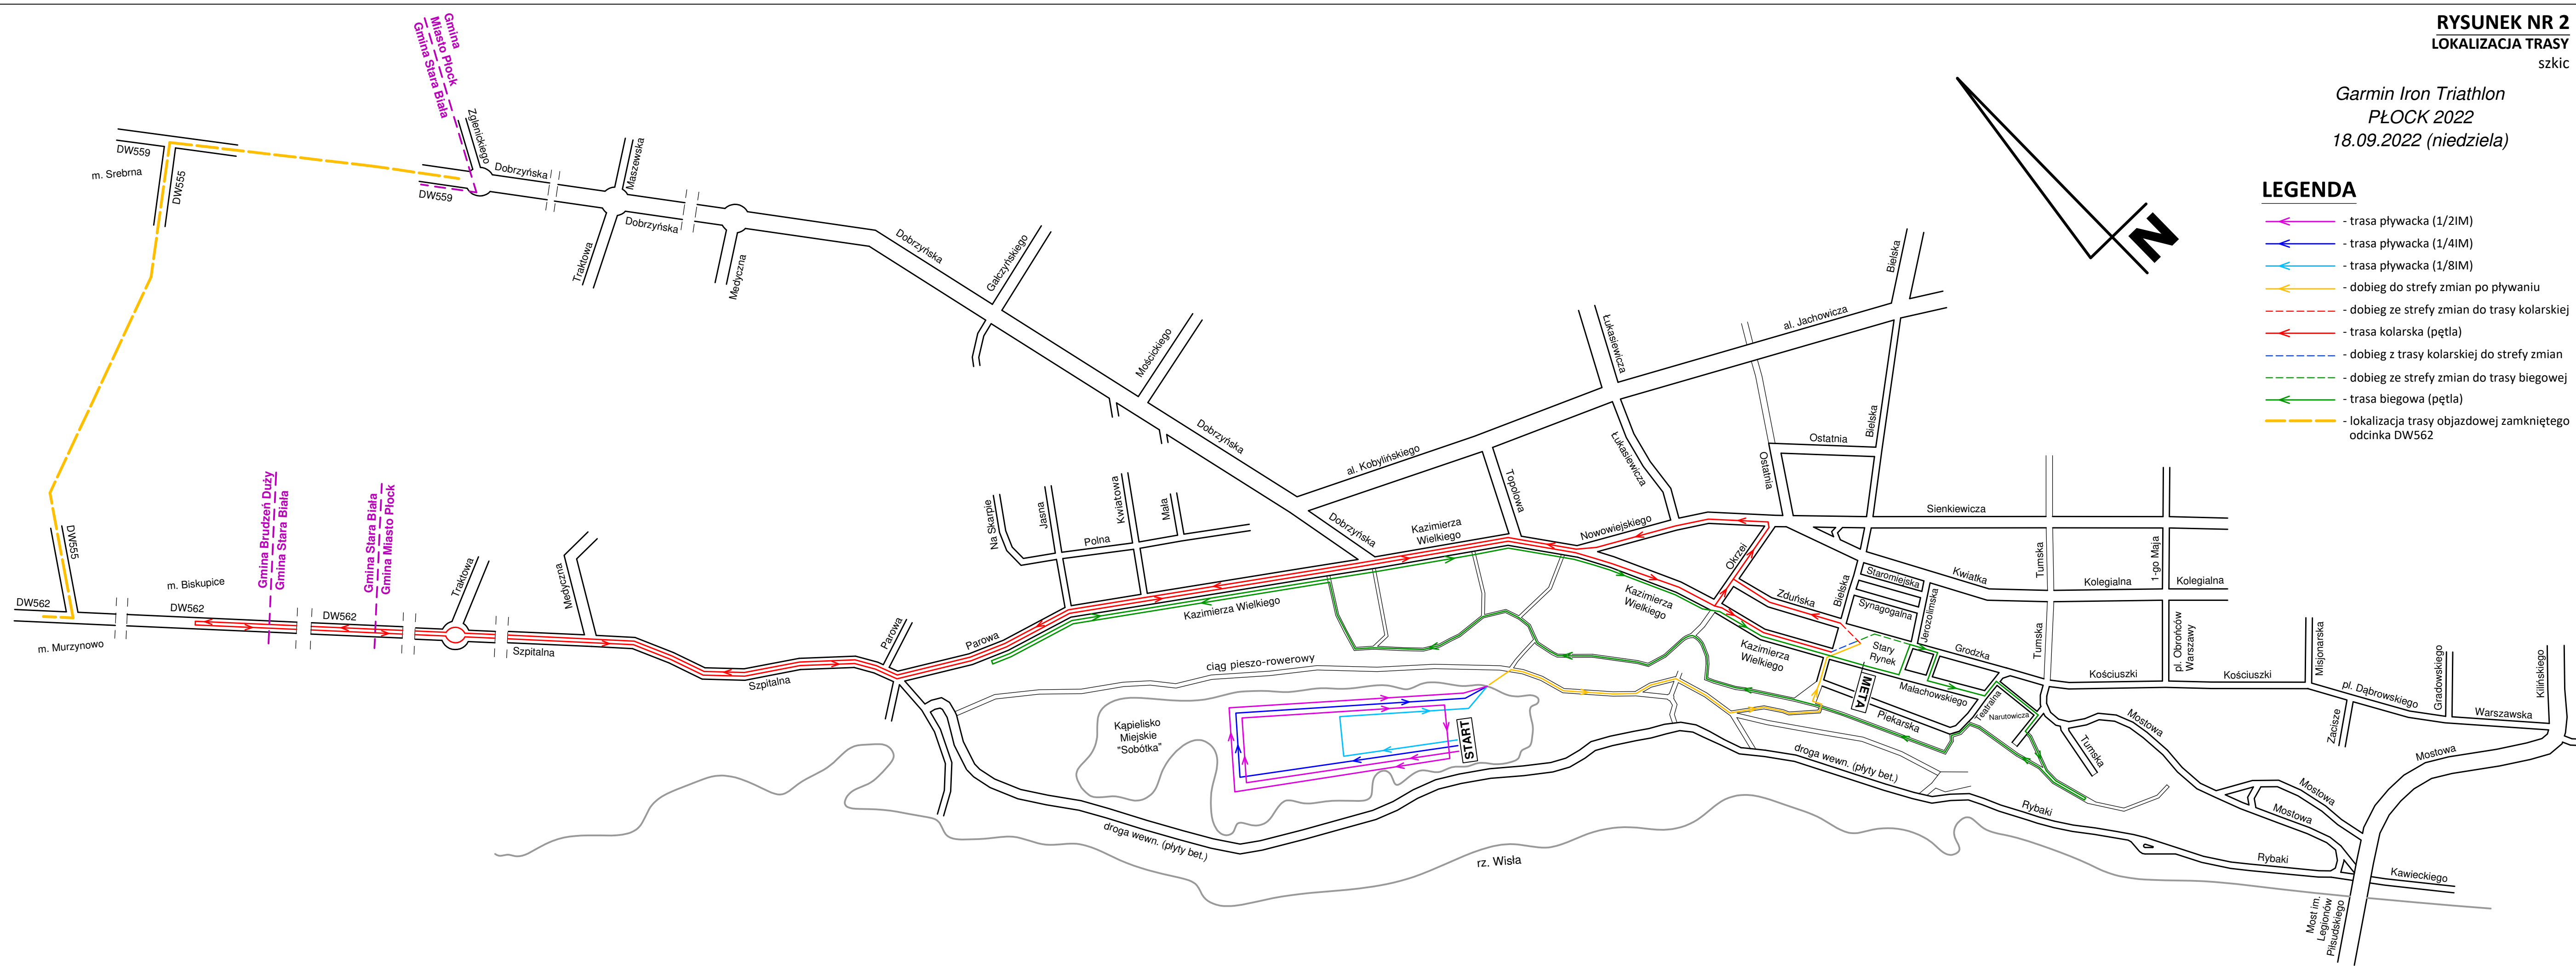 RYSUNEK NR 2
LOKALIZACJA TRASY
szkic
Garmin Iron Triathlon
PŁOCK 2022
18.09.2022 (niedziela)
N
LEGENDA
- trasa pływacka (1/2IM)
- trasa pływacka (1/4IM)
- trasa pływacka (1/8IM)
- dobieg do strefy zmian po pływaniu
- dobieg ze strefy zmian do trasy kolarskiej
- trasa kolarska (pętla)
- dobieg z trasy kolarskiej do strefy zmian
- dobieg ze strefy zmian do trasy biegowej
- trasa biegowa (pętla)
- lokalizacja trasy objazdowej zamkniętego
odcinka DW562
Gmina
Miasto Płock
Gmina Stara Biała
Zglenickiego
DW559
m. Srebrna
DW555
DW559
Dobrzyńska
Maszewska
Traktowa
Dobrzyńska
Medyczna
Dobrzyńska
Gałczyńskiego
Mościckiego
Dobrzyńska
al. Kobylińskiego
Łukasiewicza
al. Jachowicza
Bielska
Łukasiewicza
Topolowa
Ostatnia
Ostatnia
Bielska
Sienkiewicza
Dobrzyńska
Kazimierza
Wielkiego
Nowowiejskiego
Okrzei
Na Skarpie
Jasna
Polna
Kwiatowa
Mała
DW555
DW562
m. Biskupice
DW562
m. Murzynowo
Gmina Brudzeń Duży
Gmina Stara Biała
DW562
Gmina Stara Biała
Gmina Miasto Płock
Traktowa
Medyczna
Szpitalna
Szpitalna
Parowa
Parowa
Kazimierza Wielkiego
Kazimierza
Wielkiego
Kazimierza
Wielkiego
Zduńska
Bielska
Staromiejska
Synagogalna
Jerozolimska
Kwiatka
Tumska
Kolegialna
1-go Maja
Kolegialna
Stary
Rynek
Grodzka
Tumska
Kościuszki
pl. Obrońców
Warszawy
Kościuszki
Misjonarska
pl. Dąbrowskiego
Zacisze
Gradowskiego
Warszawska
Kilińskiego
META
Małachowskiego
Piekarska
Teatralna
Narutowicza
Mostowa
Tumska
Mostowa
Mostowa
Mostowa
ciąg pieszo-rowerowy
Kąpielisko
Miejskie
"Sobótka"
START
droga wewn. (płyty bet.)
droga wewn. (płyty bet.)
rz. Wisła
Rybaki
Rybaki
Kawieckiego
Most im.
Legionów
Piłsudskiego